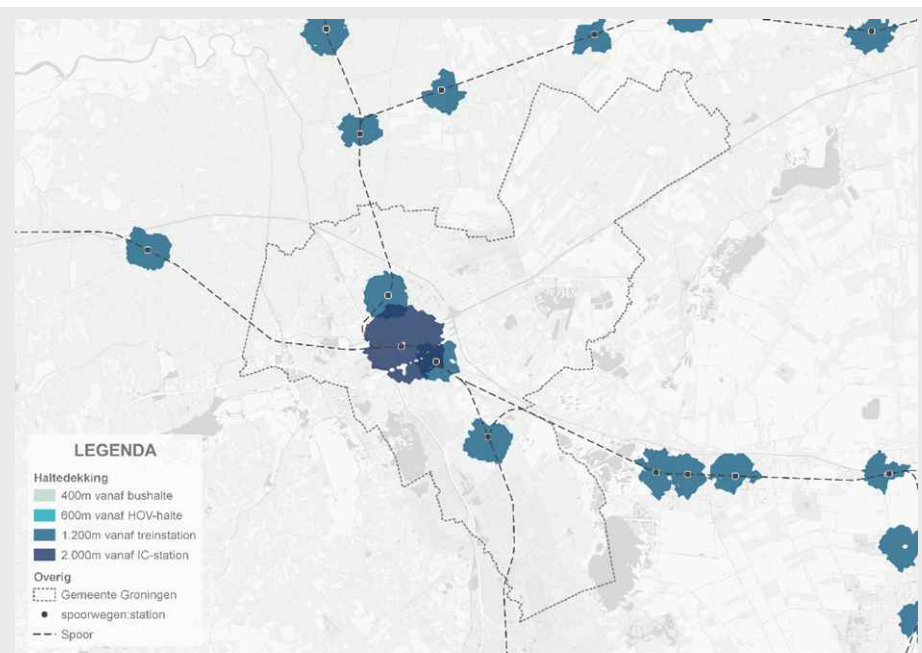 LEGENDA
Haltedekking
400m vanaf bushalte
600m vanaf HOV-halte
1.200m vanaf treinstation
2.000m vanaf IC-station
Overig
Gemeente Groningen
spoorwegen:station
Spoor